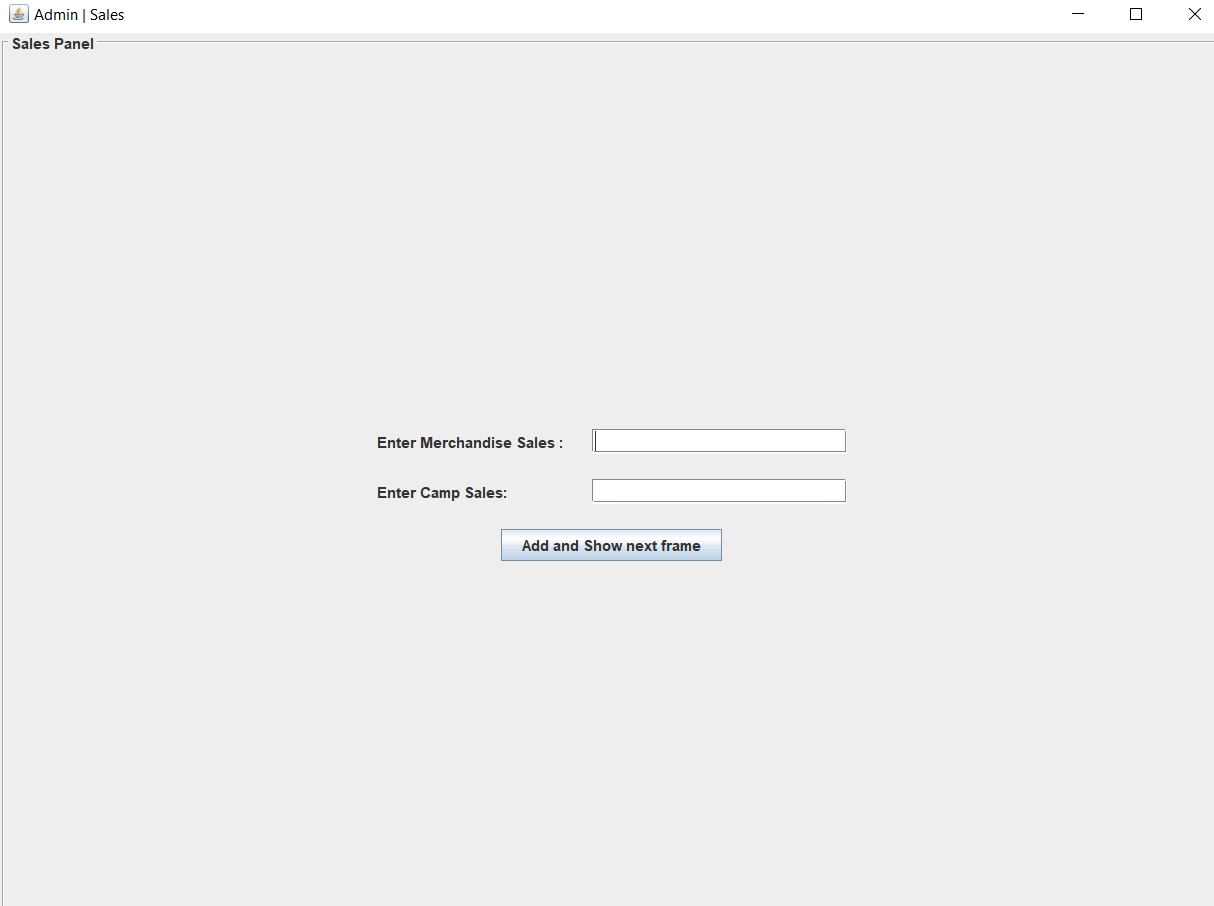 Admin | Sales
Sales Panel
Enter Merchandise Sales :
Enter Camp Sales:
Add and Show next frame